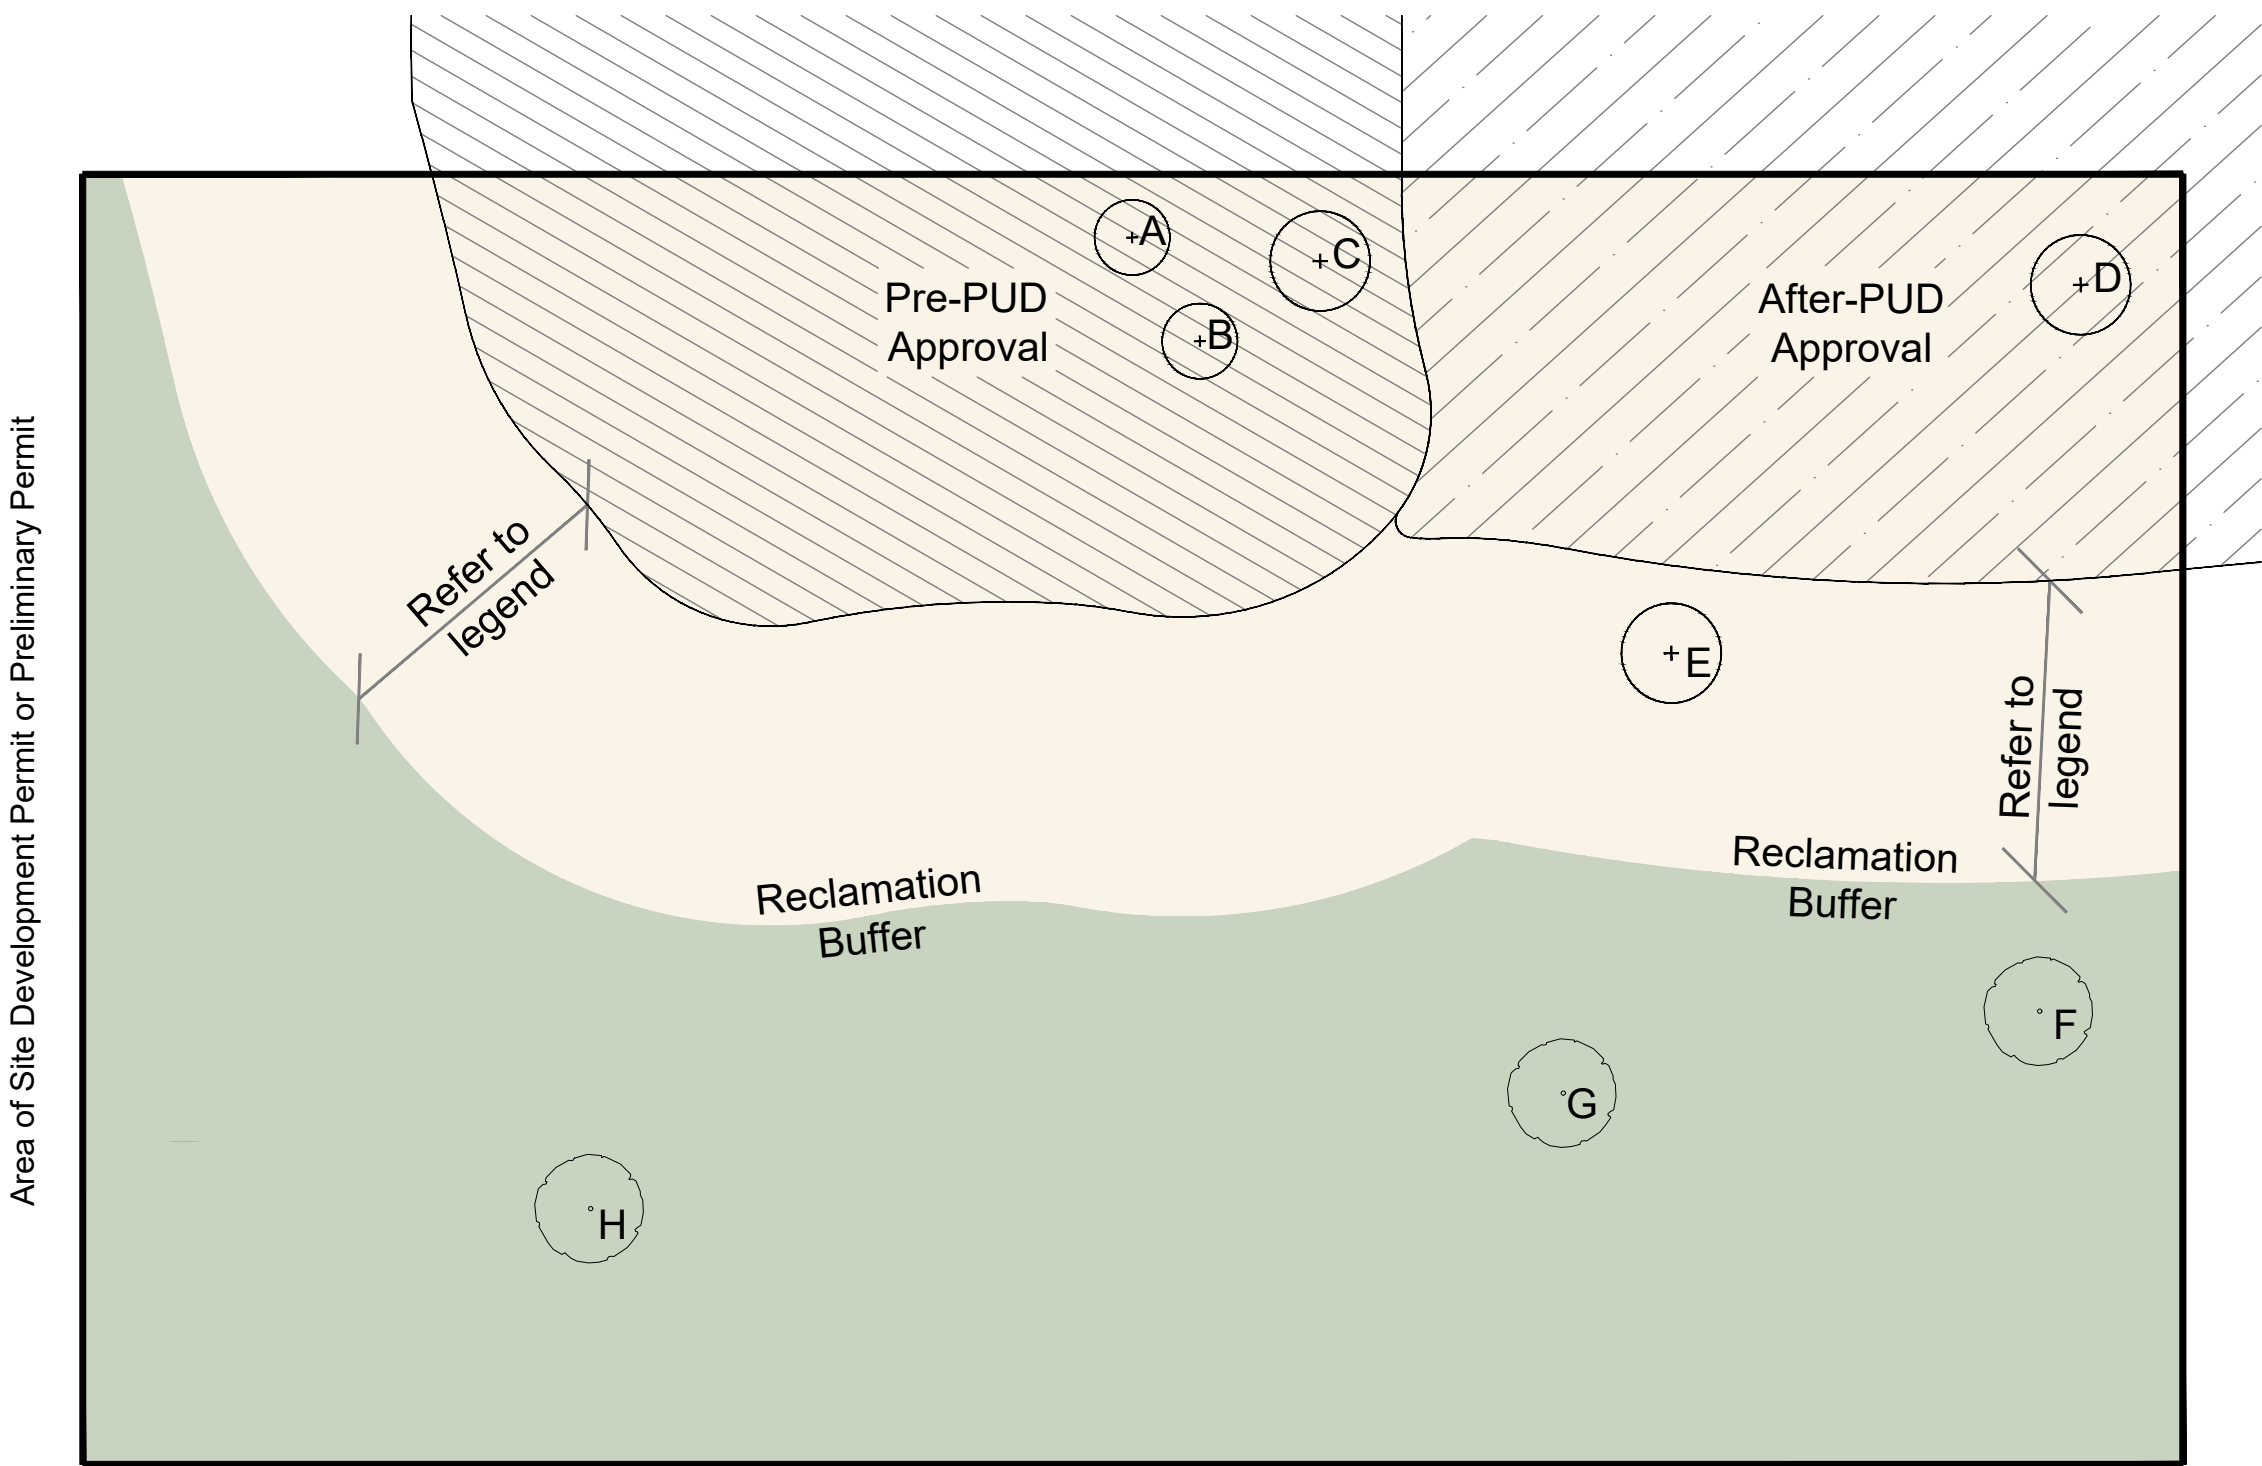 Area of Site Development Permit or Preliminary Permit
A
C
B
D
Pre-PUD
Approval
After-PUD
Approval
Refer to
legend
E
Refer to
legend
Reclamation
Buffer
Reclamation
Buffer
F
G
H